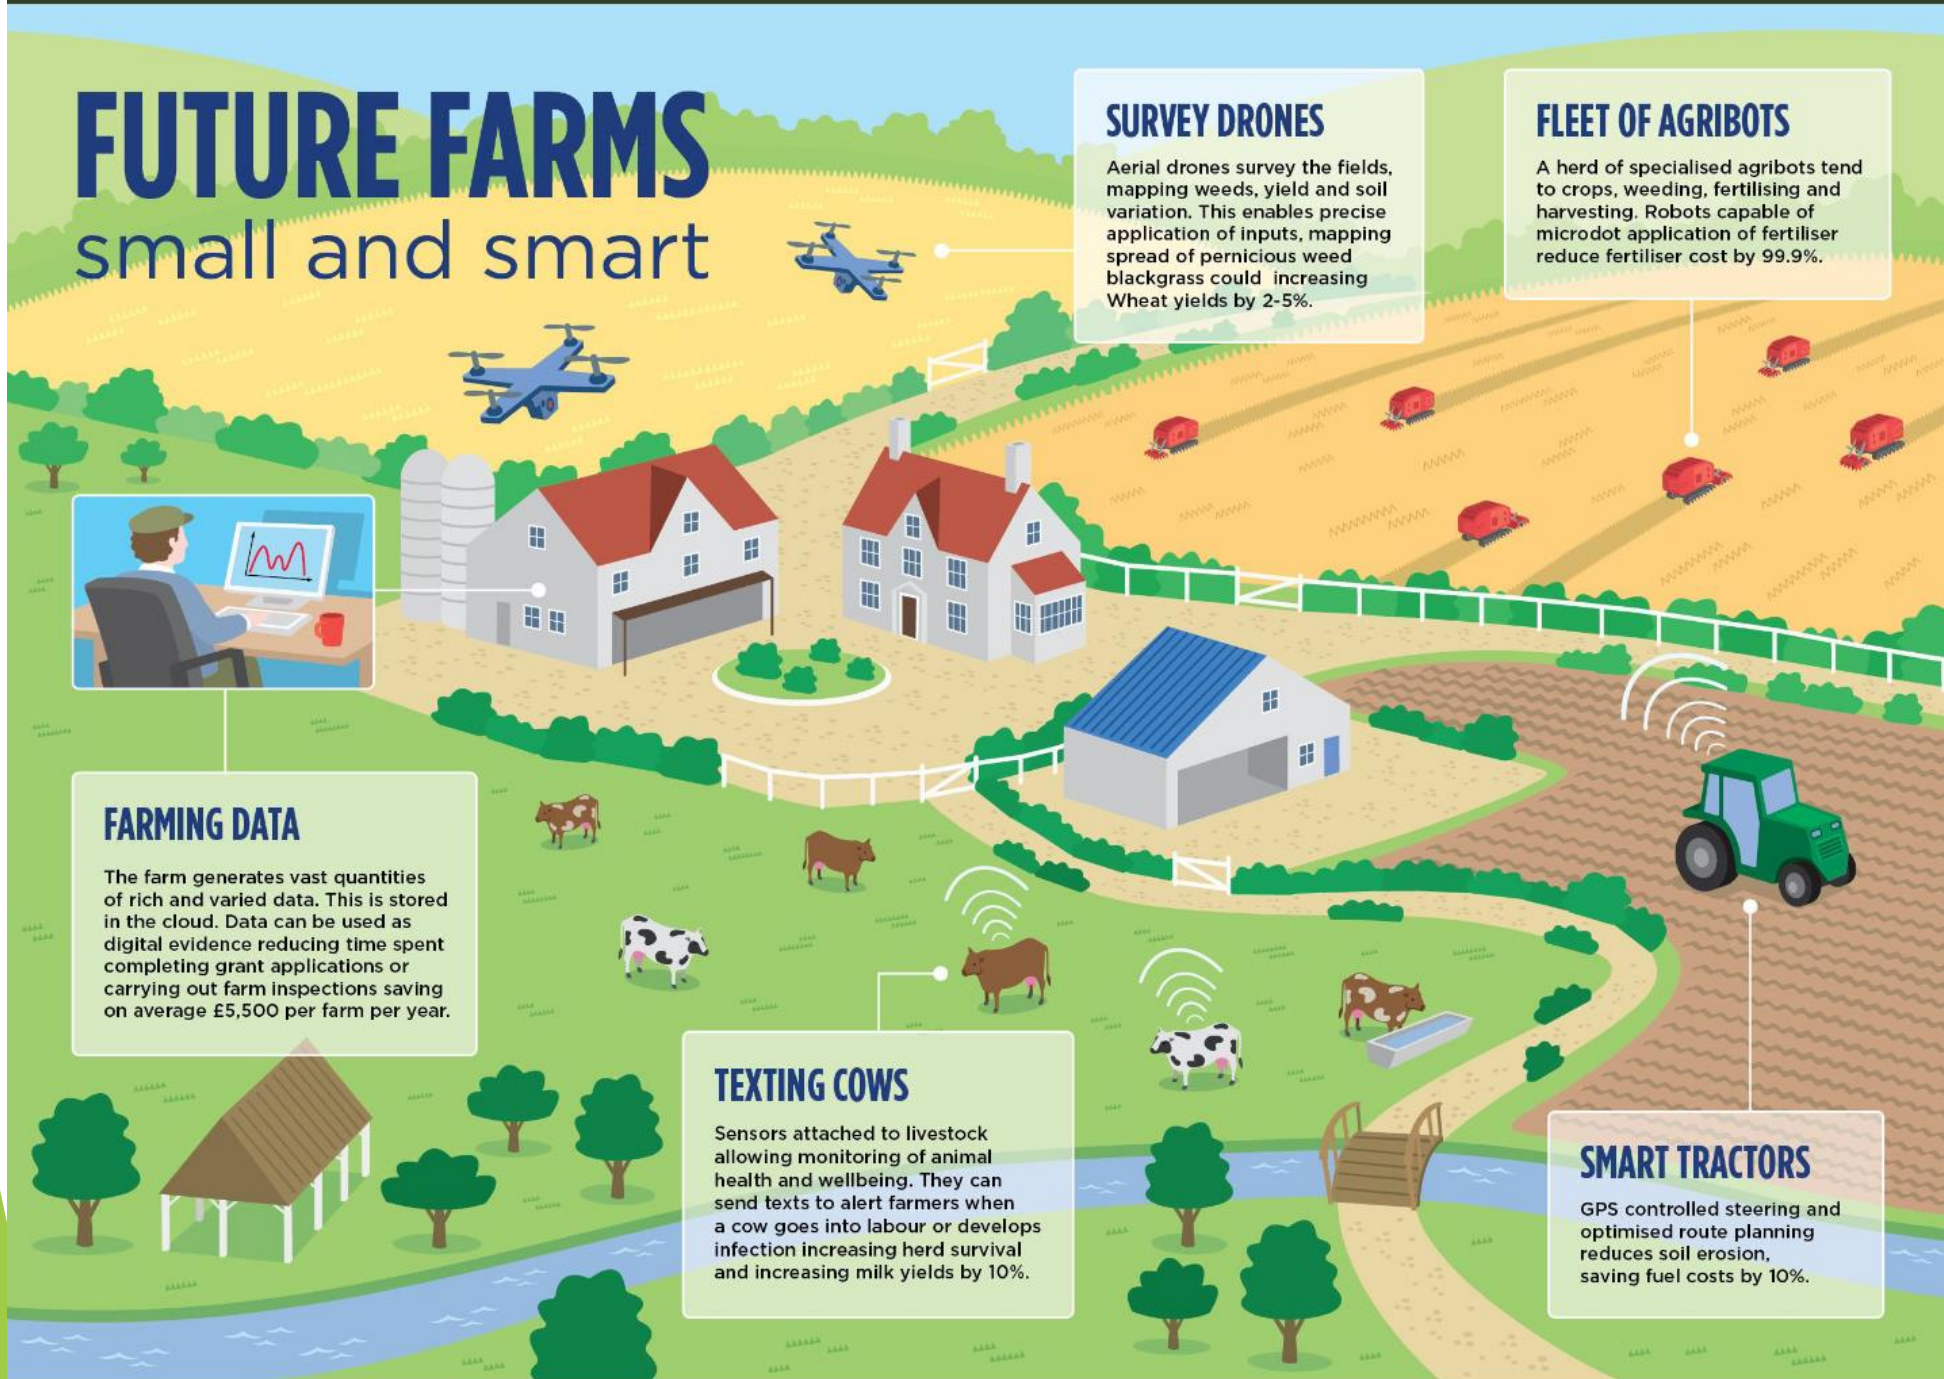 FUTURE FARMS
small and smart
SURVEY DRONES
Aerial drones survey the fields,
mapping weeds, yield and soil
variation. This enables precise
application of inputs, mapping
spread of pernicious weed
blackgrass could increasing
Wheat yields by 2-5%.
FLEET OF AGRIBOTS
A herd of specialised agribots tend
to crops, weeding, fertilising and
harvesting. Robots capable of
microdot application of fertiliser
reduce fertiliser cost by 99.9%.
FARMING DATA
The farm generates vast quantities
of rich and varied data. This is stored
in the cloud. Data can be used as
digital evidence reducing time spent
completing grant applications or
carrying out farm inspections saving
on average £5,500 per farm per year.
TEXTING COWS
Sensors attached to livestock
allowing monitoring of animal
health and wellbeing. They can
send texts to alert farmers when
a cow goes into labour or develops
infection increasing herd survival
and increasing milk yields by 10%.
SMART TRACTORS
GPS controlled steering and
optimised route planning
reduces soil erosion,
saving fuel costs by 10%.